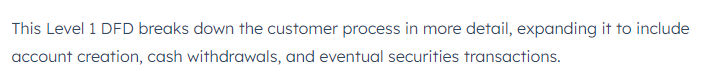 This Level 1 DFD breaks down the customer process in more detail, expanding it to include
account creation, cash withdrawals, and eventual securities transactions.